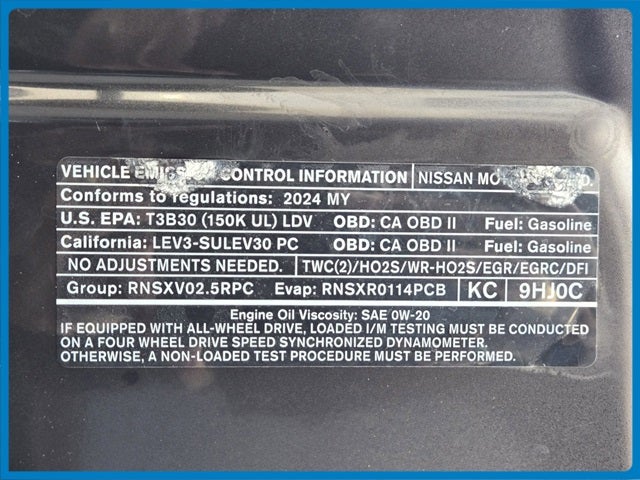 VEHICLE CONTROL INFORMATION NISSAN
Conforms to regulations: 2024 MY
U.S. EPA: T3B30 (150K UL) LDV OBD: CA OBD II Fuel: Gasoline
California: LEV3-SULEV30 PC OBD: CA OBD II Fuel: Gasoline
NO ADJUSTMENTS NEEDED. TWC(2)/HO2S/WR-HO2S/EGR/EGRC/DFI
Group: RNSXV02.5RPC Evap: RNSXR0114PCB KC 9HJ0C
Engine Oil Viscosity: SAE 0W-20
IF EQUIPPED WITH ALL-WHEEL DRIVE, LOADED I/M TESTING MUST BE CONDUCTED
ON A FOUR WHEEL DRIVE SPEED SYNCHRONIZED DYNAMOMETER.
OTHERWISE, A NON-LOADED TEST PROCEDURE MUST BE PERFORMED.